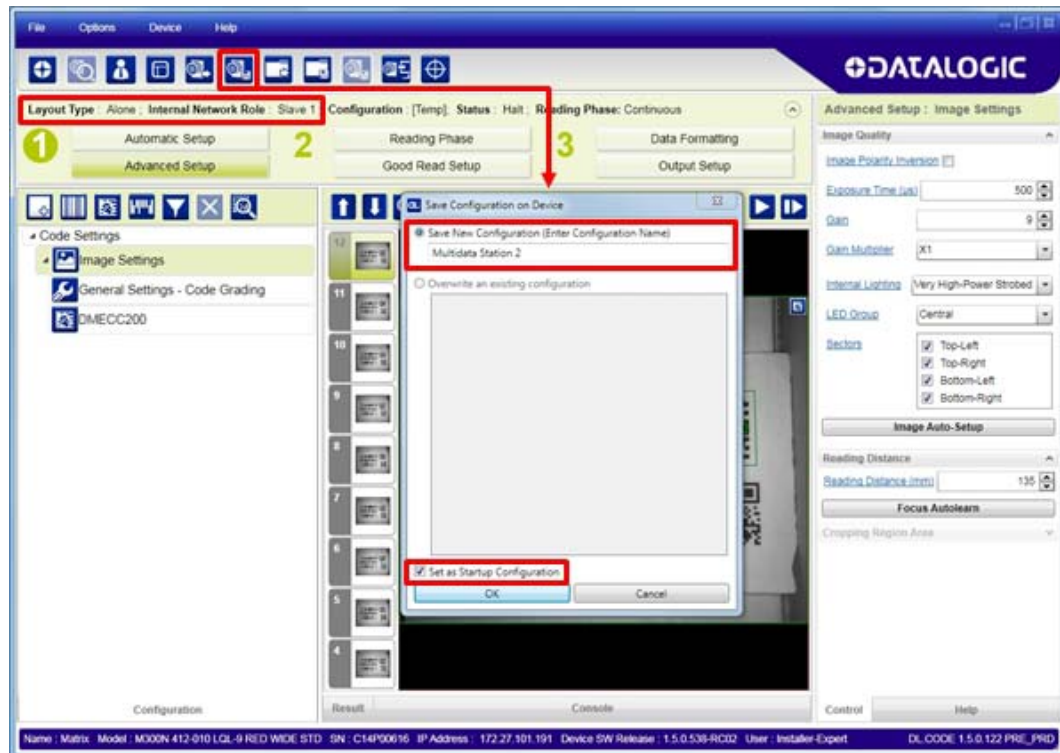 File Options Device Help
DATALOGIC
Layout Type : Alone ; Internal Network Role : Slave 1 Configuration : [Temp]; Status : Halt ; Reading Phase: Continuous
Advanced Setup : Image Settings
1 Automatic Setup 2 Reading Phase 3 Data Formatting
Advanced Setup Good Read Setup Output Setup
Image Quality
Image Polarity Inversion
Exposure Time (us) 500
Gain 9
Gain Multiplier X1
Internal Lighting Very High-Power Strobed
LED Group Central
Sectors Top-Left
Top-Right
Bottom-Left
Bottom-Right
Image Auto-Setup
Reading Distance
Reading Distance (mm) 135
Focus Autolearn
Cropping Region Area
Code Settings
Image Settings
General Settings - Code Grading
DMECC200
12
11
10
9
8
7
6
5
4
Save Configuration on Device
Save New Configuration (Enter Configuration Name)
Multidata Station 2
Overwrite an existing configuration
Set as Startup Configuration
OK Cancel
Configuration Result Console Control Help
Name : Matrix Model : M300N 412-010 LQL-9 RED WIDE STD SN : C14P00616 IP Address : 172.27.101.191 Device SW Release : 1.5.0.538-RC02 User : Installer-Expert DL.CODE 1.5.0.122 PRE_PRD